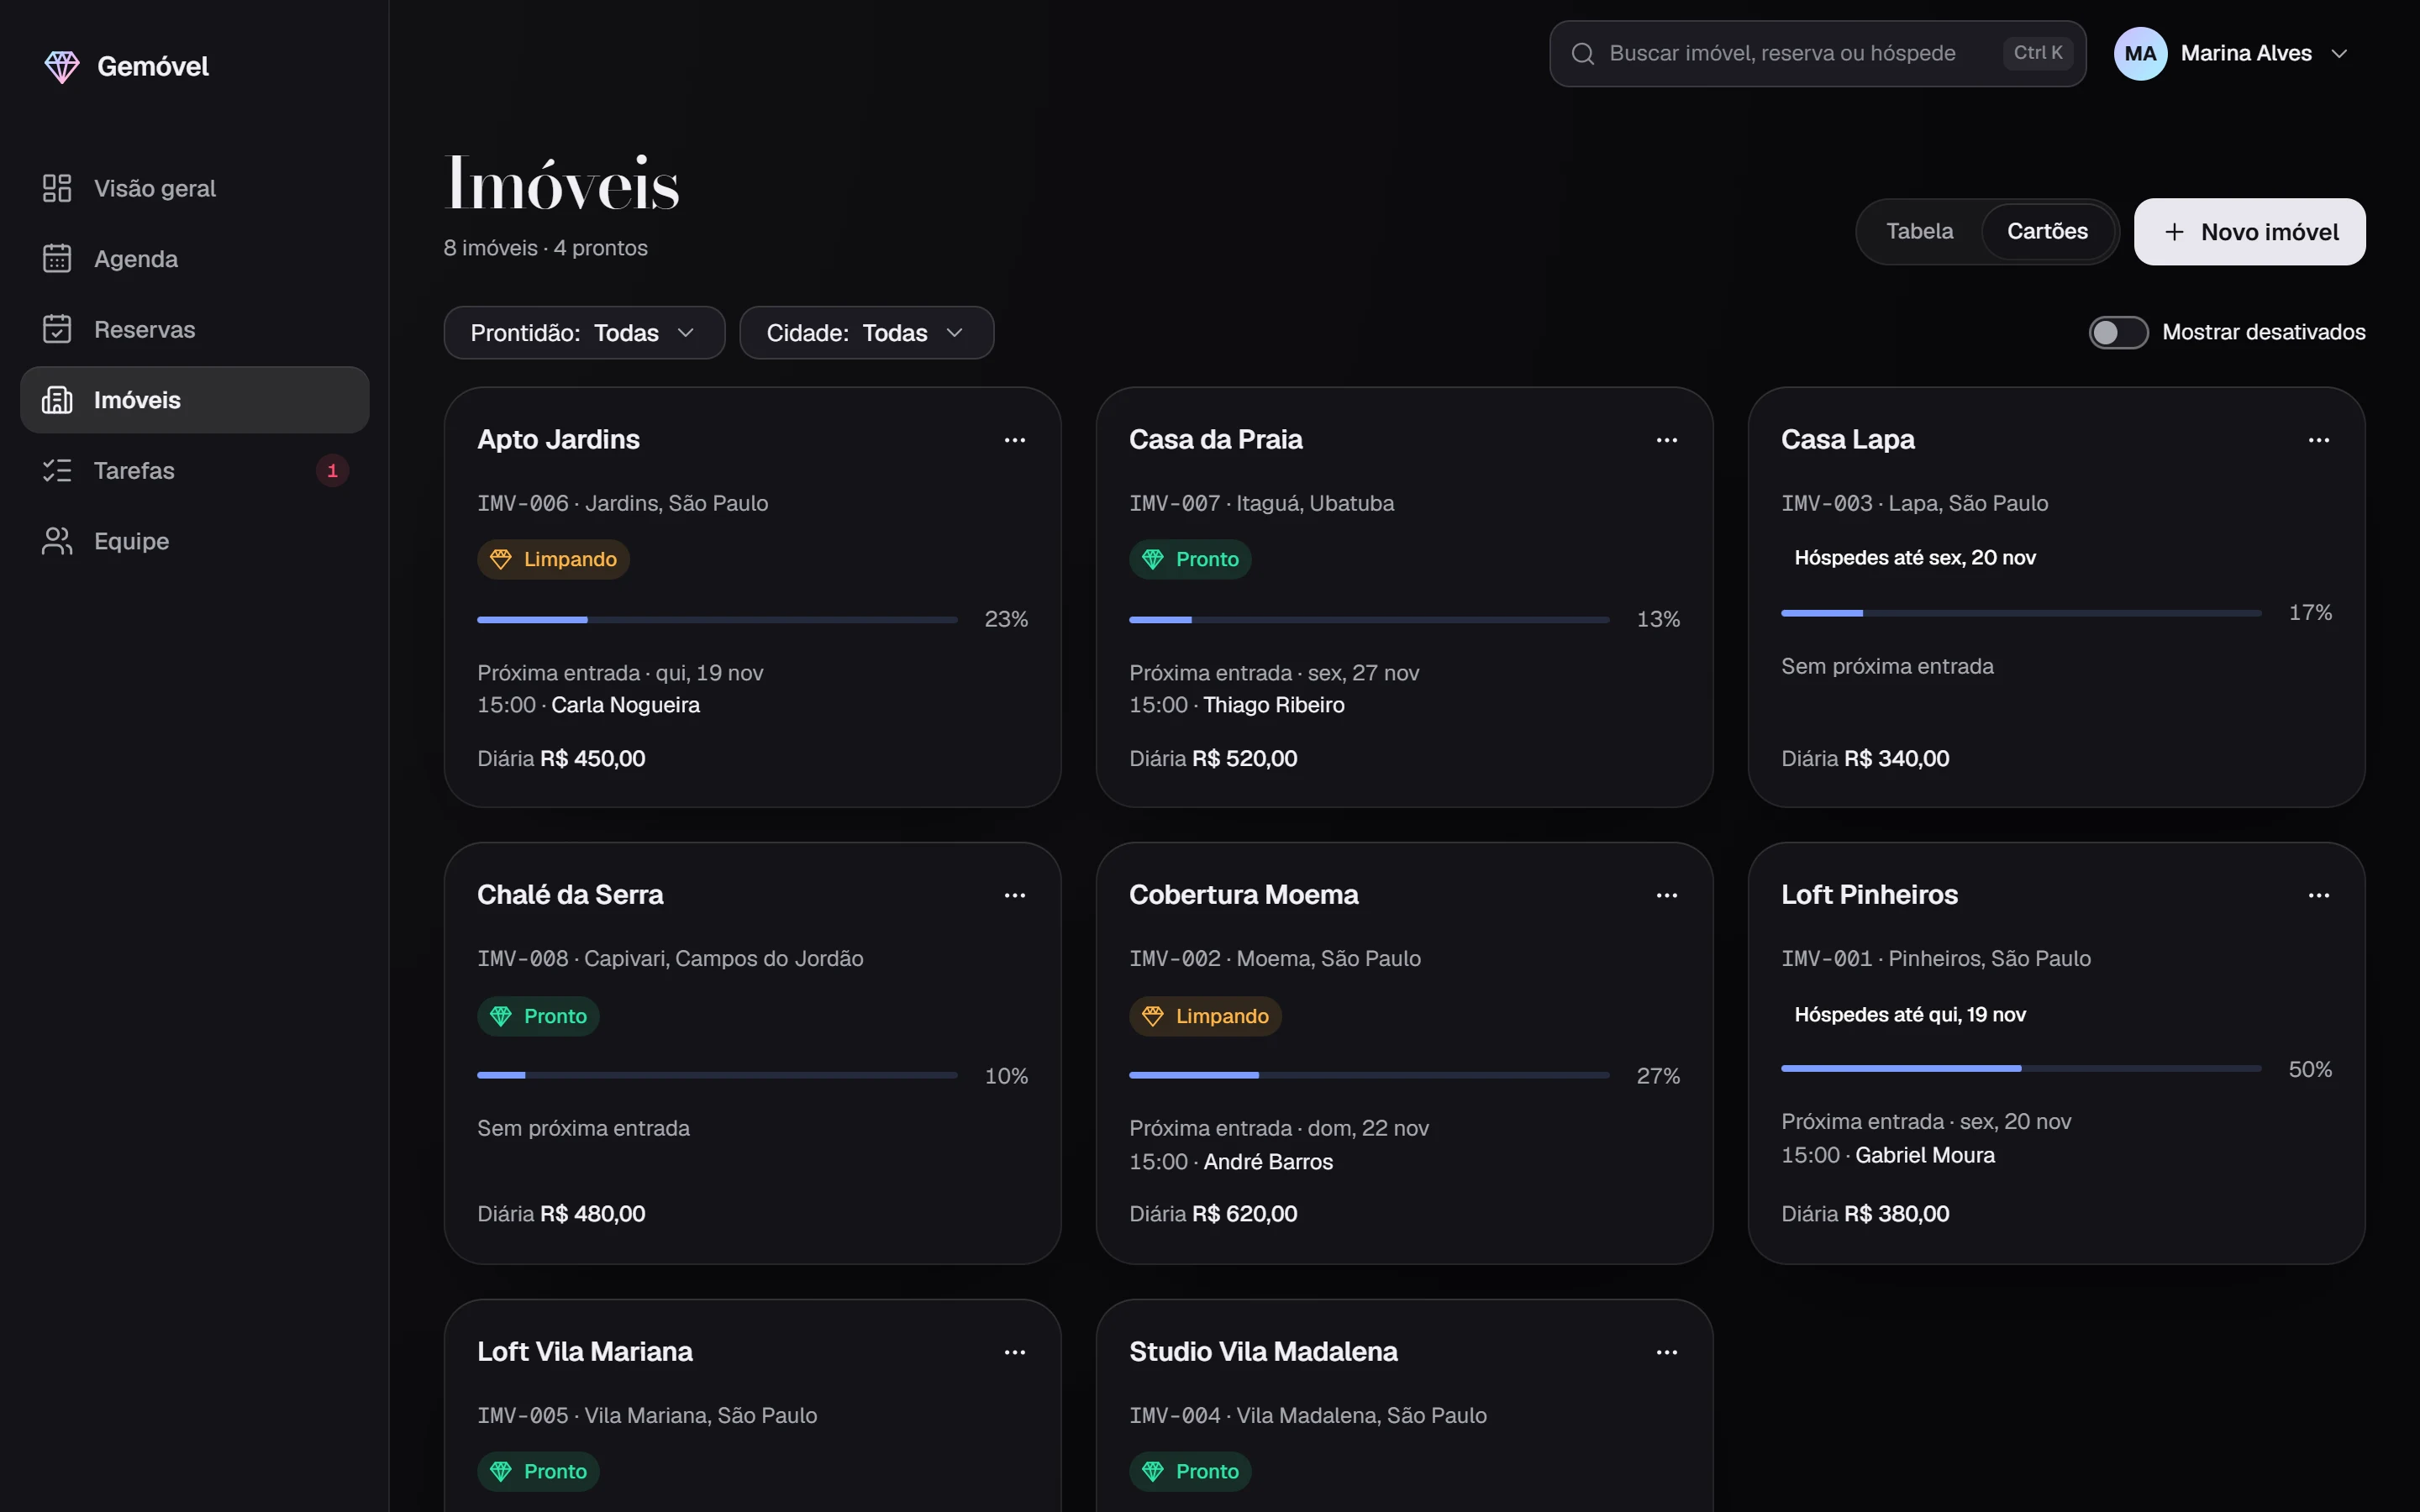 Gemóvel
Buscar imóvel, reserva ou hóspede
Ctrl K
MA
Marina Alves
Visão geral
Agenda
Reservas
Imóveis
Tarefas
1
Equipe
Imóveis
8 imóveis · 4 prontos
Tabela
Cartões
Novo imóvel
Prontidão: Todas
Cidade: Todas
Mostrar desativados
Apto Jardins
IMV-006 · Jardins, São Paulo
Limpando
23%
Próxima entrada · qui, 19 nov
15:00 · Carla Nogueira
Diária R$ 450,00
Casa da Praia
IMV-007 · Itaguá, Ubatuba
Pronto
13%
Próxima entrada · sex, 27 nov
15:00 · Thiago Ribeiro
Diária R$ 520,00
Casa Lapa
IMV-003 · Lapa, São Paulo
Hóspedes até sex, 20 nov
17%
Sem próxima entrada
Diária R$ 340,00
Chalé da Serra
IMV-008 · Capivari, Campos do Jordão
Pronto
10%
Sem próxima entrada
Diária R$ 480,00
Cobertura Moema
IMV-002 · Moema, São Paulo
Limpando
27%
Próxima entrada · dom, 22 nov
15:00 · André Barros
Diária R$ 620,00
Loft Pinheiros
IMV-001 · Pinheiros, São Paulo
Hóspedes até qui, 19 nov
50%
Próxima entrada · sex, 20 nov
15:00 · Gabriel Moura
Diária R$ 380,00
Loft Vila Mariana
IMV-005 · Vila Mariana, São Paulo
Pronto
Studio Vila Madalena
IMV-004 · Vila Madalena, São Paulo
Pronto